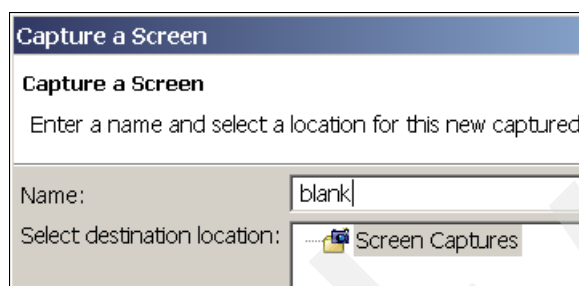 Capture a Screen
Capture a Screen
Enter a name and select a location for this new captured
Name: blank
Select destination location: Screen Captures